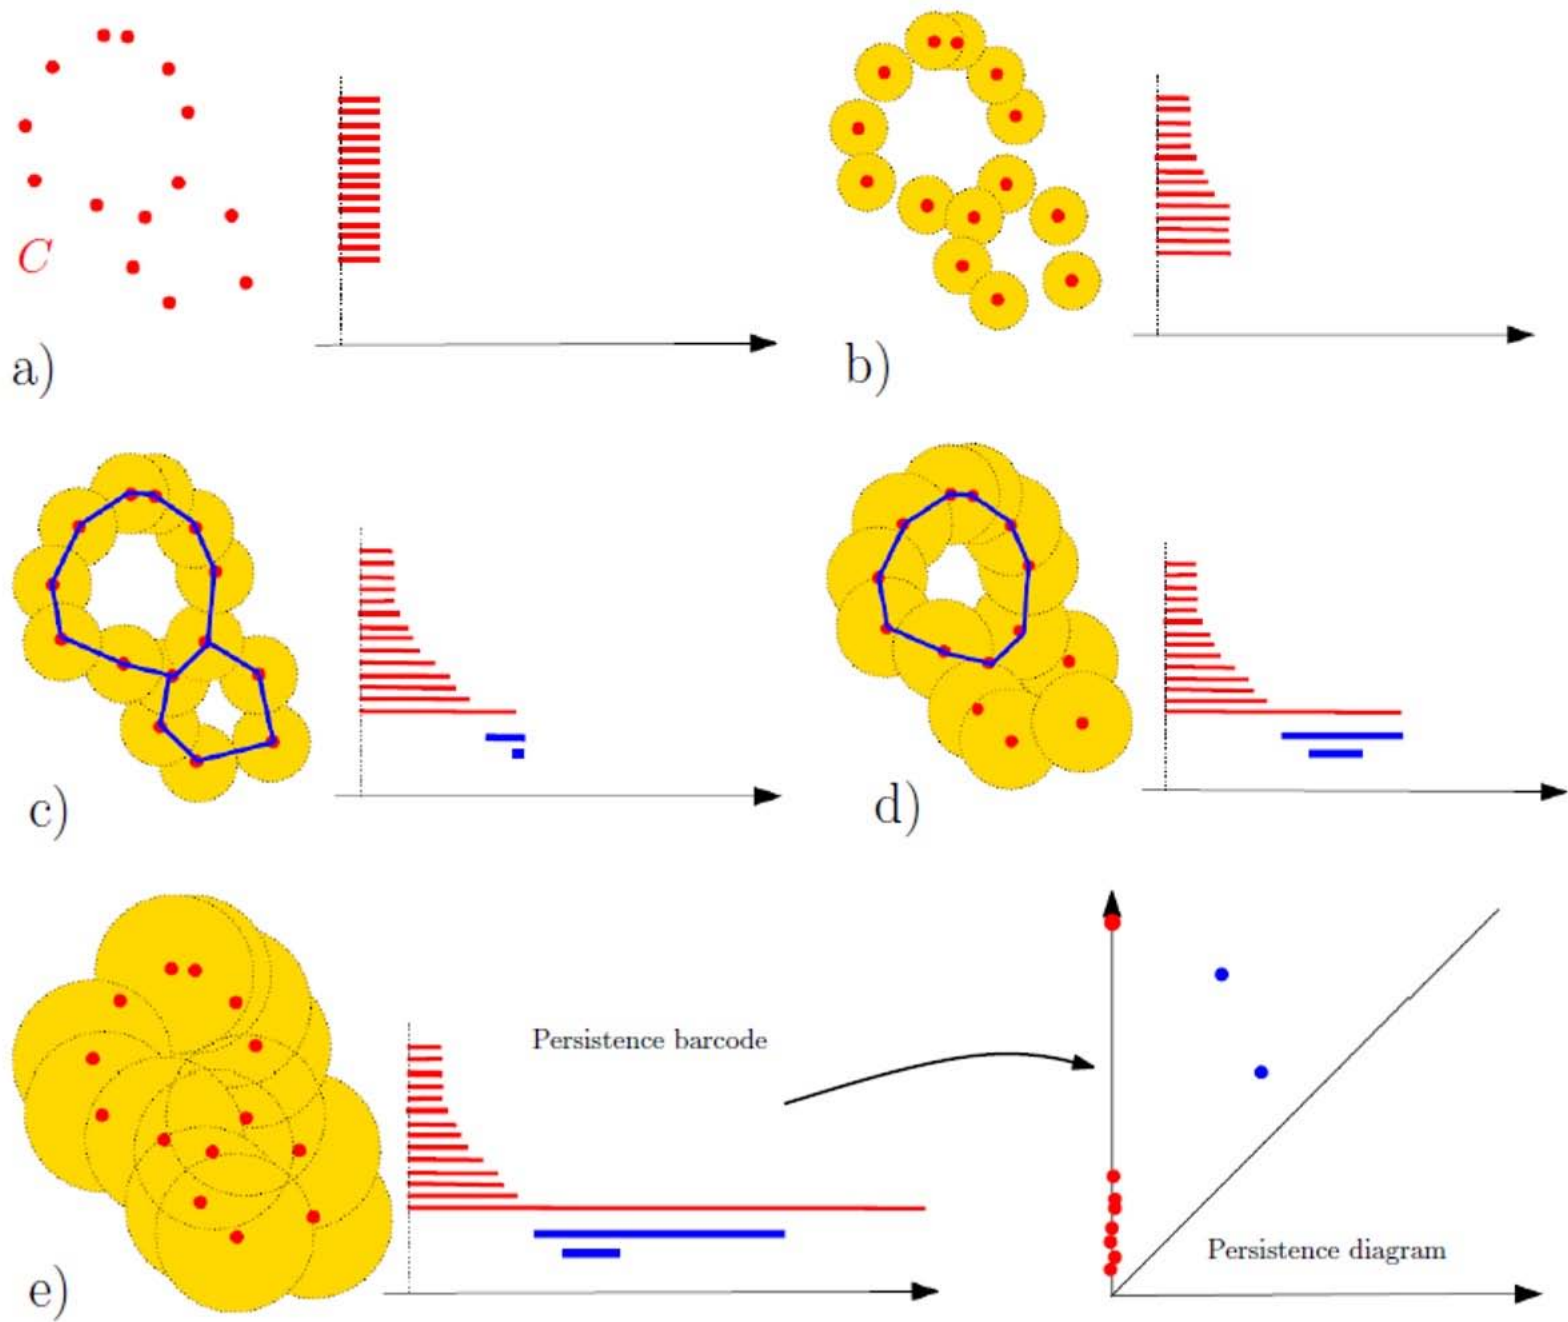 C
a)
b)
c)
d)
Persistence barcode
Persistence diagram
e)